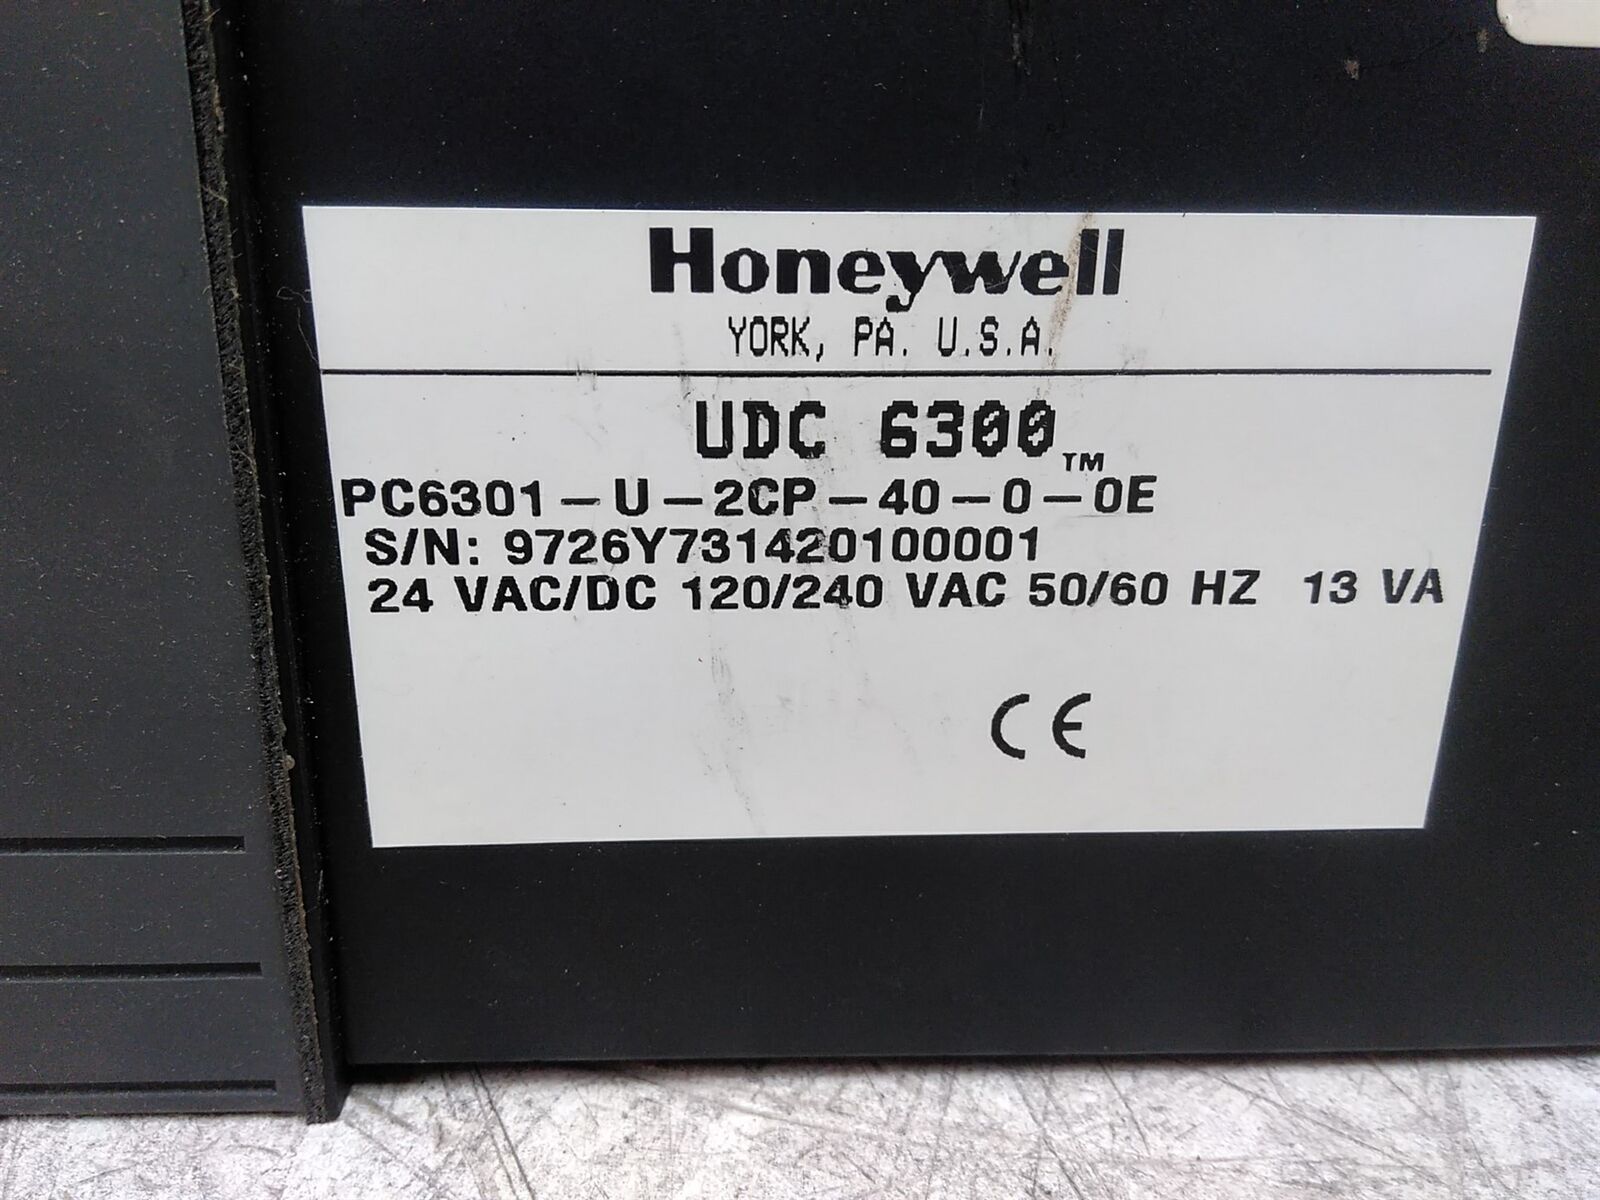 Honeywell
YORK, PA. U.S.A.
UDC 6300™
PC6301-U-2CP-40-0-0E
S/N: 9726Y731420100001
24 VAC/DC 120/240 VAC 50/60 HZ 13 VA
CE